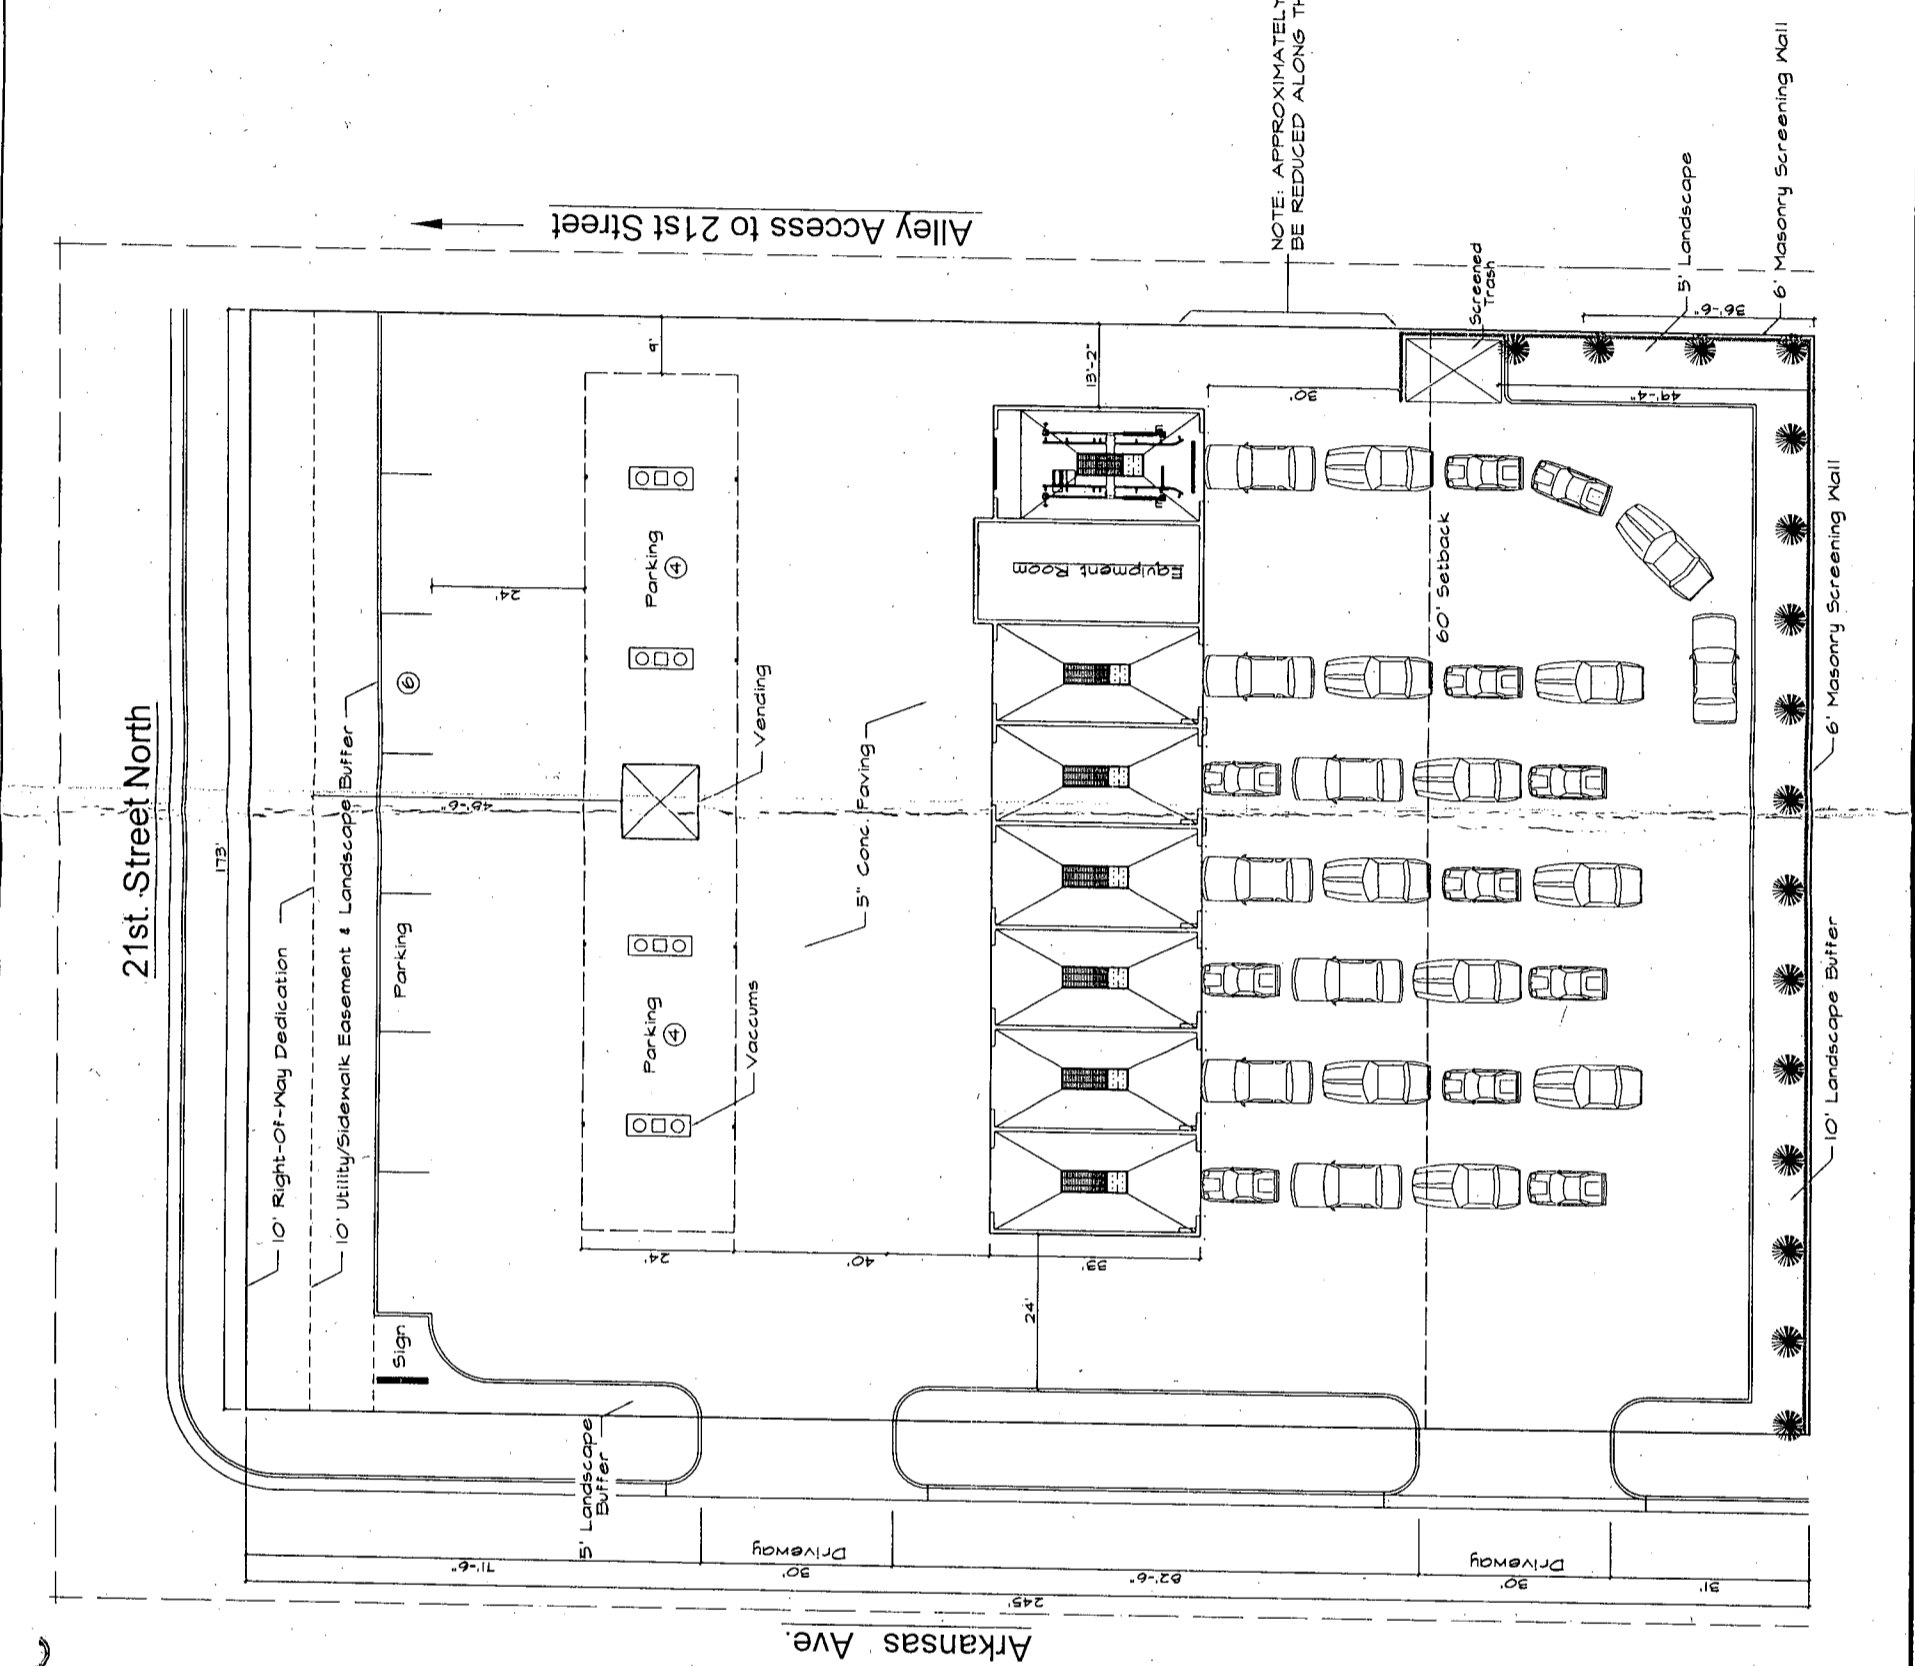 21st. Street North
173'
10' Right-Of-Way Dedication
10' Utility/Sidewalk Easement & Landscape Buffer
Parking
6
Sign
24'
48'-6"
9'
Parking
4
Parking
4
Vending
Vaccums
5" Conc Paving
24'
40'
33'
24'
13'-2"
Equipment Room
Alley Access to 21st Street
NOTE: APPROXIMATELY
BE REDUCED ALONG
30'
Screened
Trash
60' Setback
49'-4"
36'-6"
5' Landscape
6' Masonry Screening Wall
6' Masonry Screening Wall
10' Landscape Buffer
5' Landscape
Buffer
71'-6"
Driveway
30'
82'-6"
Driveway
30'
31'
245'
Arkansas Ave.